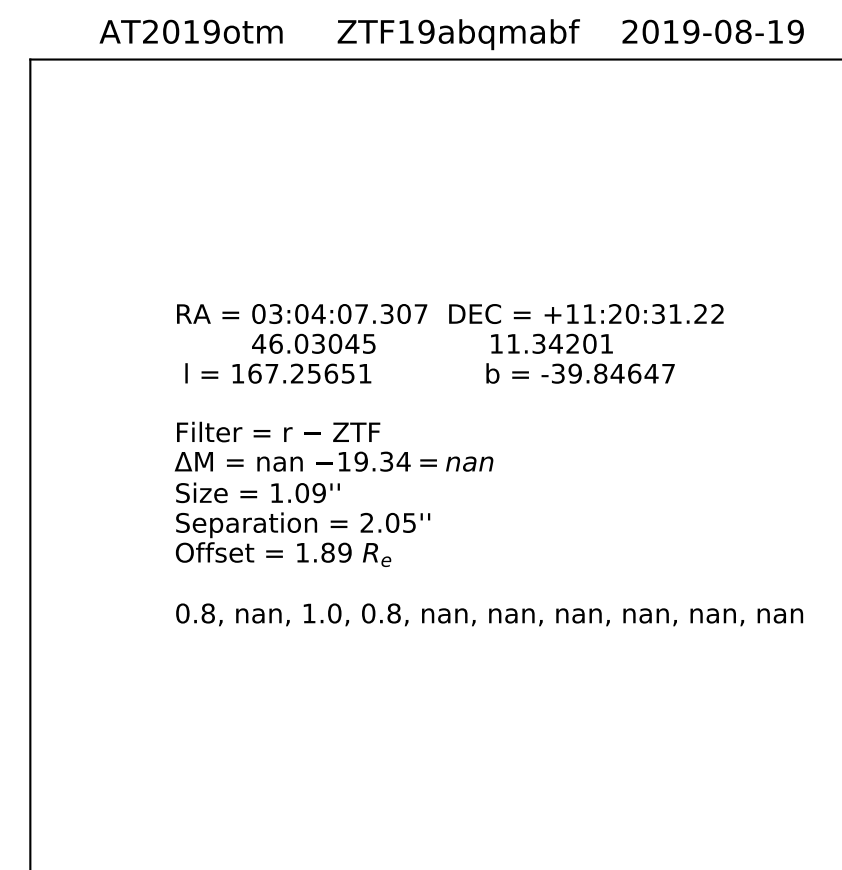 AT2019otm ZTF19abqmabf 2019-08-19
RA = 03:04:07.307 DEC = +11:20:31.22
46.03045 11.34201
l = 167.25651 b = -39.84647
Filter = r − ZTF
ΔM = nan −19.34 = nan
Size = 1.09''
Separation = 2.05''
Offset = 1.89 Re
0.8, nan, 1.0, 0.8, nan, nan, nan, nan, nan, nan